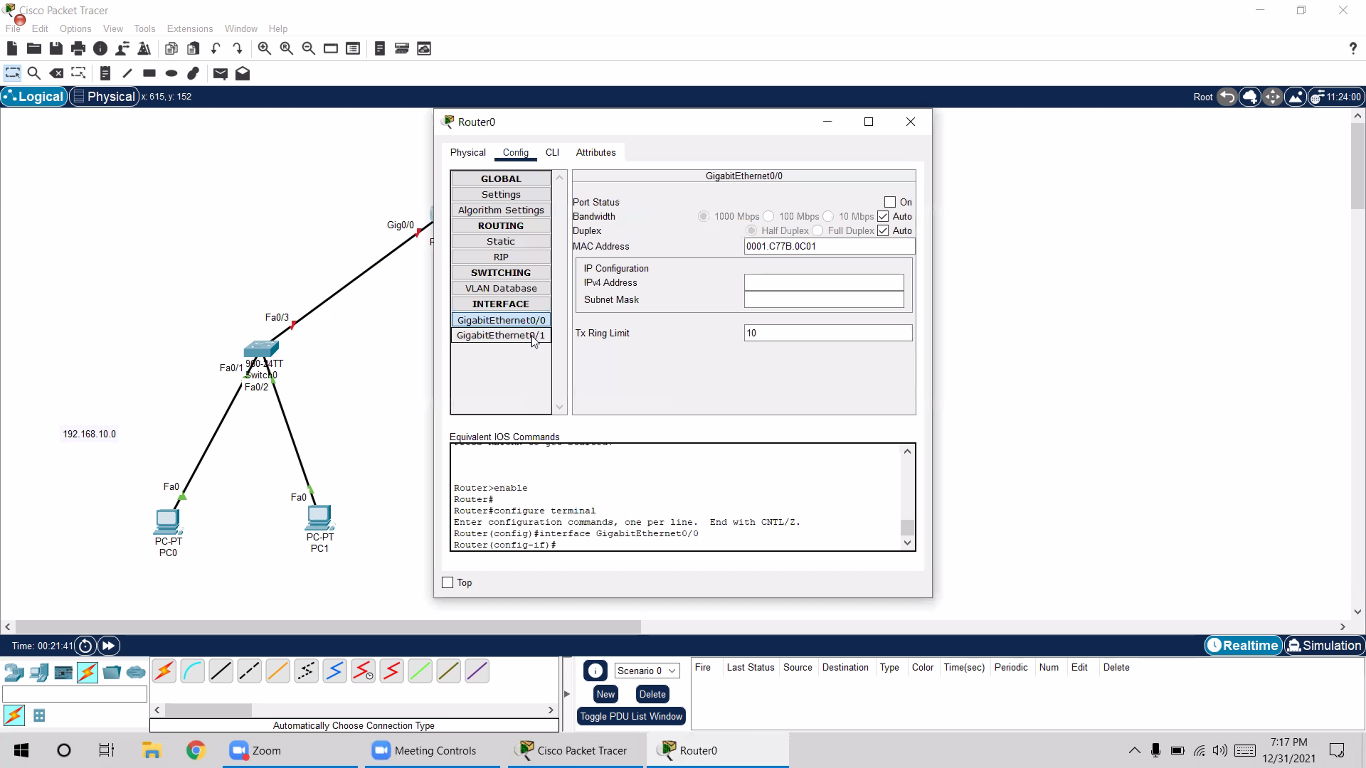 Cisco Packet Tracer
File Edit Options View Tools Extensions Window Help
Logical Physical x: 615, y: 152
Root 11:24:00
Router0
Physical Config CLI Attributes
GLOBAL
Settings
Algorithm Settings
ROUTING
Static
RIP
SWITCHING
VLAN Database
INTERFACE
GigabitEthernet0/0
GigabitEthernet0/1
GigabitEthernet0/0
Port Status On
Bandwidth 1000 Mbps 100 Mbps 10 Mbps Auto
Duplex Half Duplex Full Duplex Auto
MAC Address 0001.C77B.0C01
IP Configuration
IPv4 Address
Subnet Mask
Tx Ring Limit 10
Equivalent IOS Commands
Router>enable
Router#
Router#configure terminal
Enter configuration commands, one per line. End with CNTL/Z.
Router(config)#interface GigabitEthernet0/0
Router(config-if)#
Top
Gig0/0
Fa0/3
Fa0/1
Switch0
Fa0/2
192.168.10.0
Fa0
Fa0
PC-PT
PC0
PC-PT
PC1
Time: 00:21:41
Realtime Simulation
Automatically Choose Connection Type
Scenario 0
New Delete
Toggle PDU List Window
Fire Last Status Source Destination Type Color Time(sec) Periodic Num Edit Delete
Zoom
Meeting Controls
Cisco Packet Tracer
Router0
7:17 PM
12/31/2021